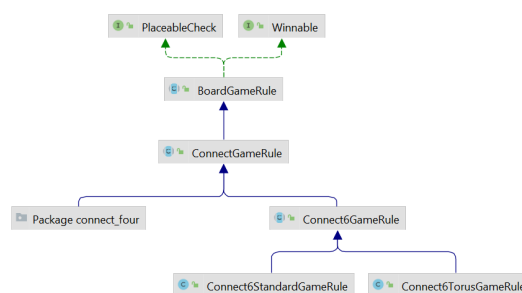 PlaceableCheck
Winnable
BoardGameRule
ConnectGameRule
Package connect_four
Connect6GameRule
Connect6StandardGameRule
Connect6TorusGameRule